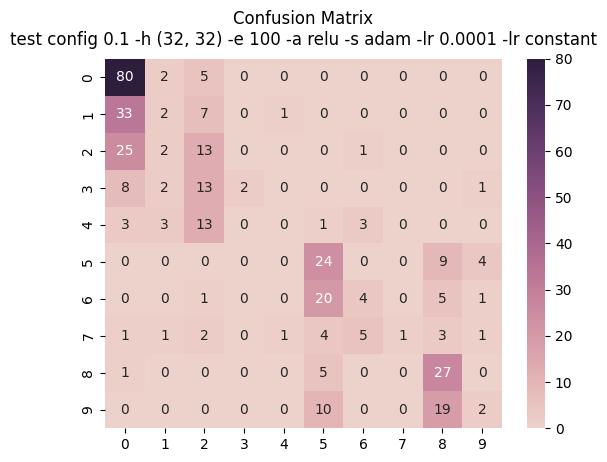 Confusion Matrix
test config 0.1 -h (32, 32) -e 100 -a relu -s adam -lr 0.0001 -lr constant
0 80 2 5 0 0 0 0 0 0 0
1 33 2 7 0 1 0 0 0 0 0
2 25 2 13 0 0 0 1 0 0 0
3 8 2 13 2 0 0 0 0 0 1
4 3 3 13 0 0 1 3 0 0 0
5 0 0 0 0 0 24 0 0 9 4
6 0 0 1 0 0 20 4 0 5 1
7 1 1 2 0 1 4 5 1 3 1
8 1 0 0 0 0 5 0 0 27 0
9 0 0 0 0 0 10 0 0 19 2
0 1 2 3 4 5 6 7 8 9
80
70
60
50
40
30
20
10
0